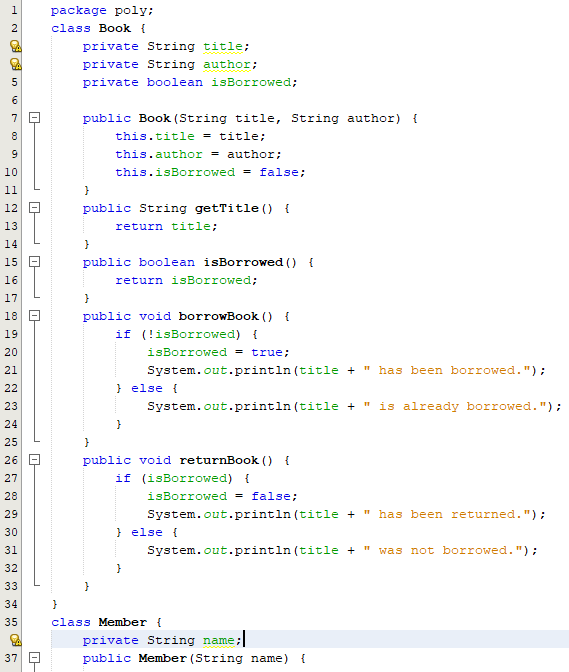 1 package poly;
2 class Book {
private String title;
private String author;
5 private boolean isBorrowed;
6
7 public Book(String title, String author) {
8 this.title = title;
9 this.author = author;
10 this.isBorrowed = false;
11 }
12 public String getTitle() {
13 return title;
14 }
15 public boolean isBorrowed() {
16 return isBorrowed;
17 }
18 public void borrowBook() {
19 if (!isBorrowed) {
20 isBorrowed = true;
21 System.out.println(title + " has been borrowed.");
22 } else {
23 System.out.println(title + " is already borrowed.");
24 }
25 }
26 public void returnBook() {
27 if (isBorrowed) {
28 isBorrowed = false;
29 System.out.println(title + " has been returned.");
30 } else {
31 System.out.println(title + " was not borrowed.");
32 }
33 }
34 }
35 class Member {
private String name;
37 public Member(String name) {